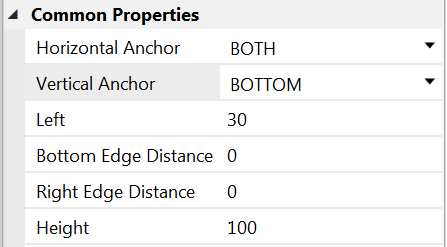 Common Properties
Horizontal Anchor BOTH
Vertical Anchor BOTTOM
Left 30
Bottom Edge Distance 0
Right Edge Distance 0
Height 100